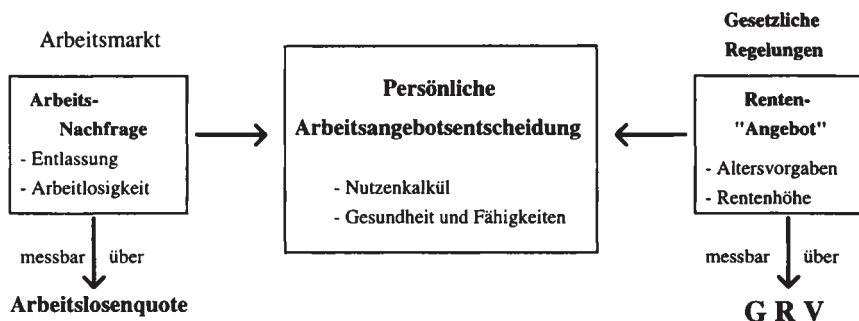 Arbeitsmarkt
Arbeits-
Nachfrage
- Entlassung
- Arbeitlosigkeit
messbar über
Arbeitslosenquote
Persönliche
Arbeitsangebotsentscheidung
- Nutzenkalkül
- Gesundheit und Fähigkeiten
Gesetzliche
Regelungen
Renten-
"Angebot"
- Altersvorgaben
- Rentenhöhe
messbar über
G R V